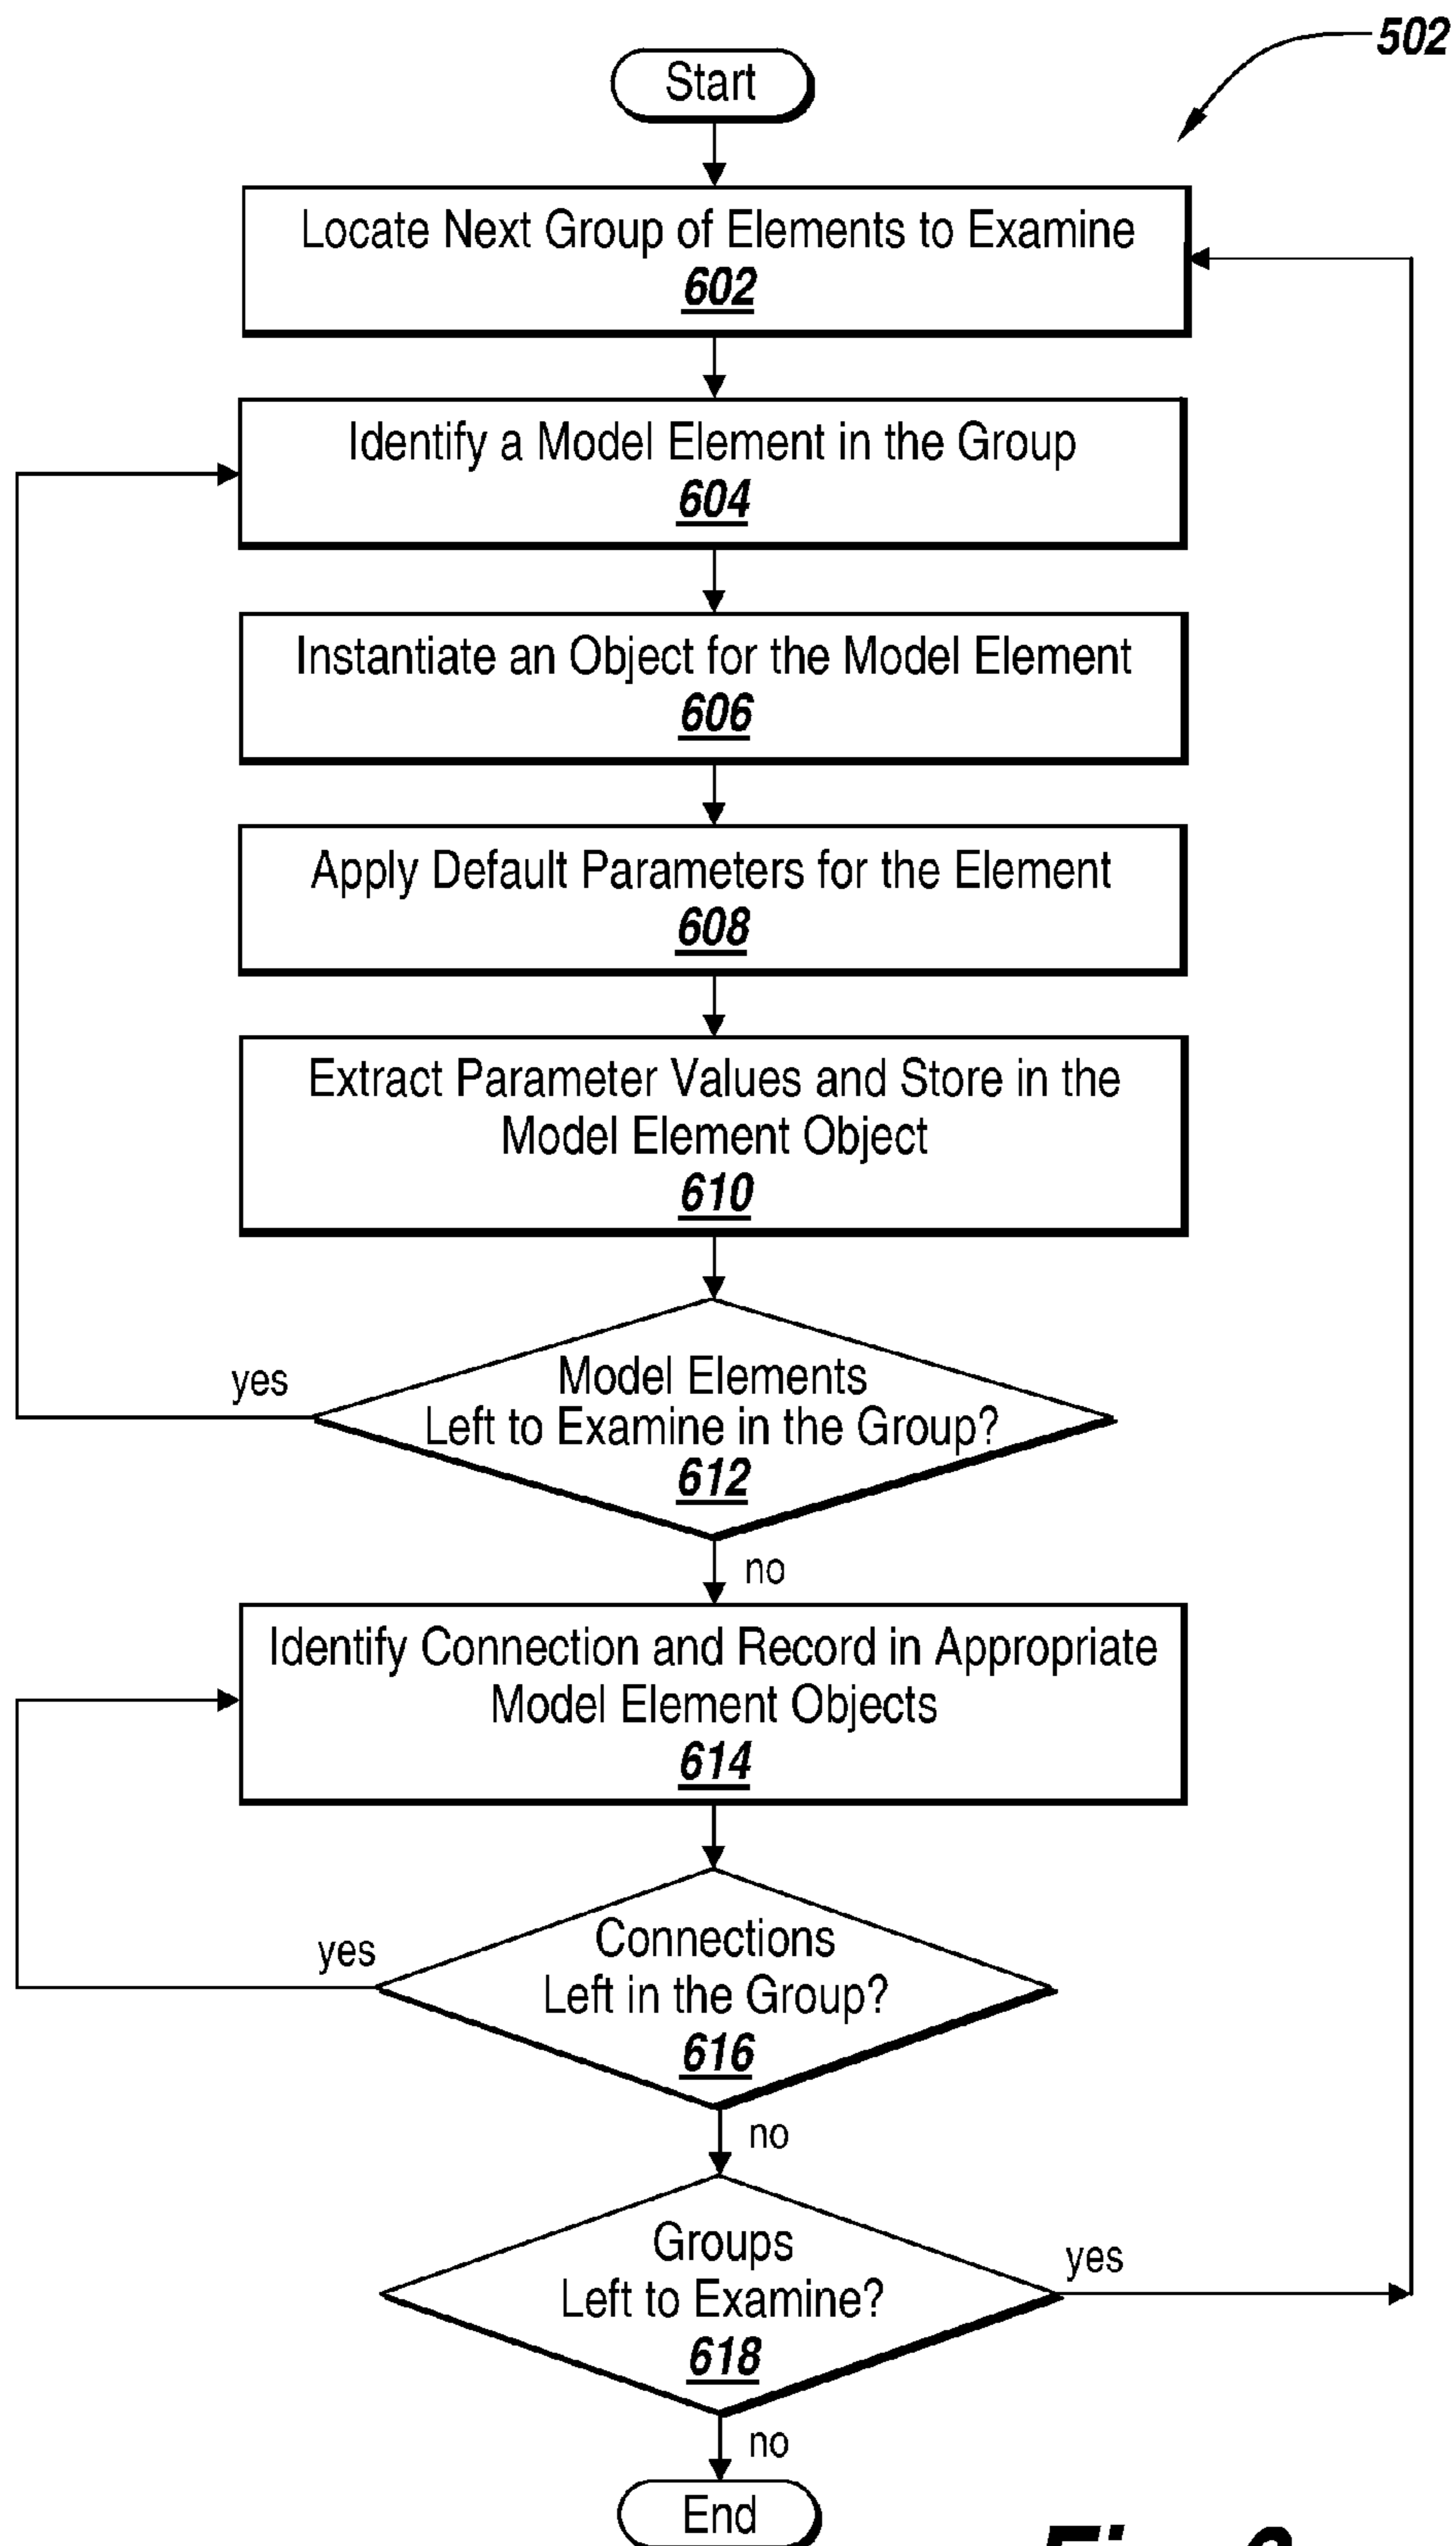 502
Start
Locate Next Group of Elements to Examine
602
Identify a Model Element in the Group
604
Instantiate an Object for the Model Element
606
Apply Default Parameters for the Element
608
Extract Parameter Values and Store in the
Model Element Object
610
yes
Model Elements
Left to Examine in the Group?
612
no
Identify Connection and Record in Appropriate
Model Element Objects
614
yes
Connections
Left in the Group?
616
no
Groups
Left to Examine?
618
yes
no
End